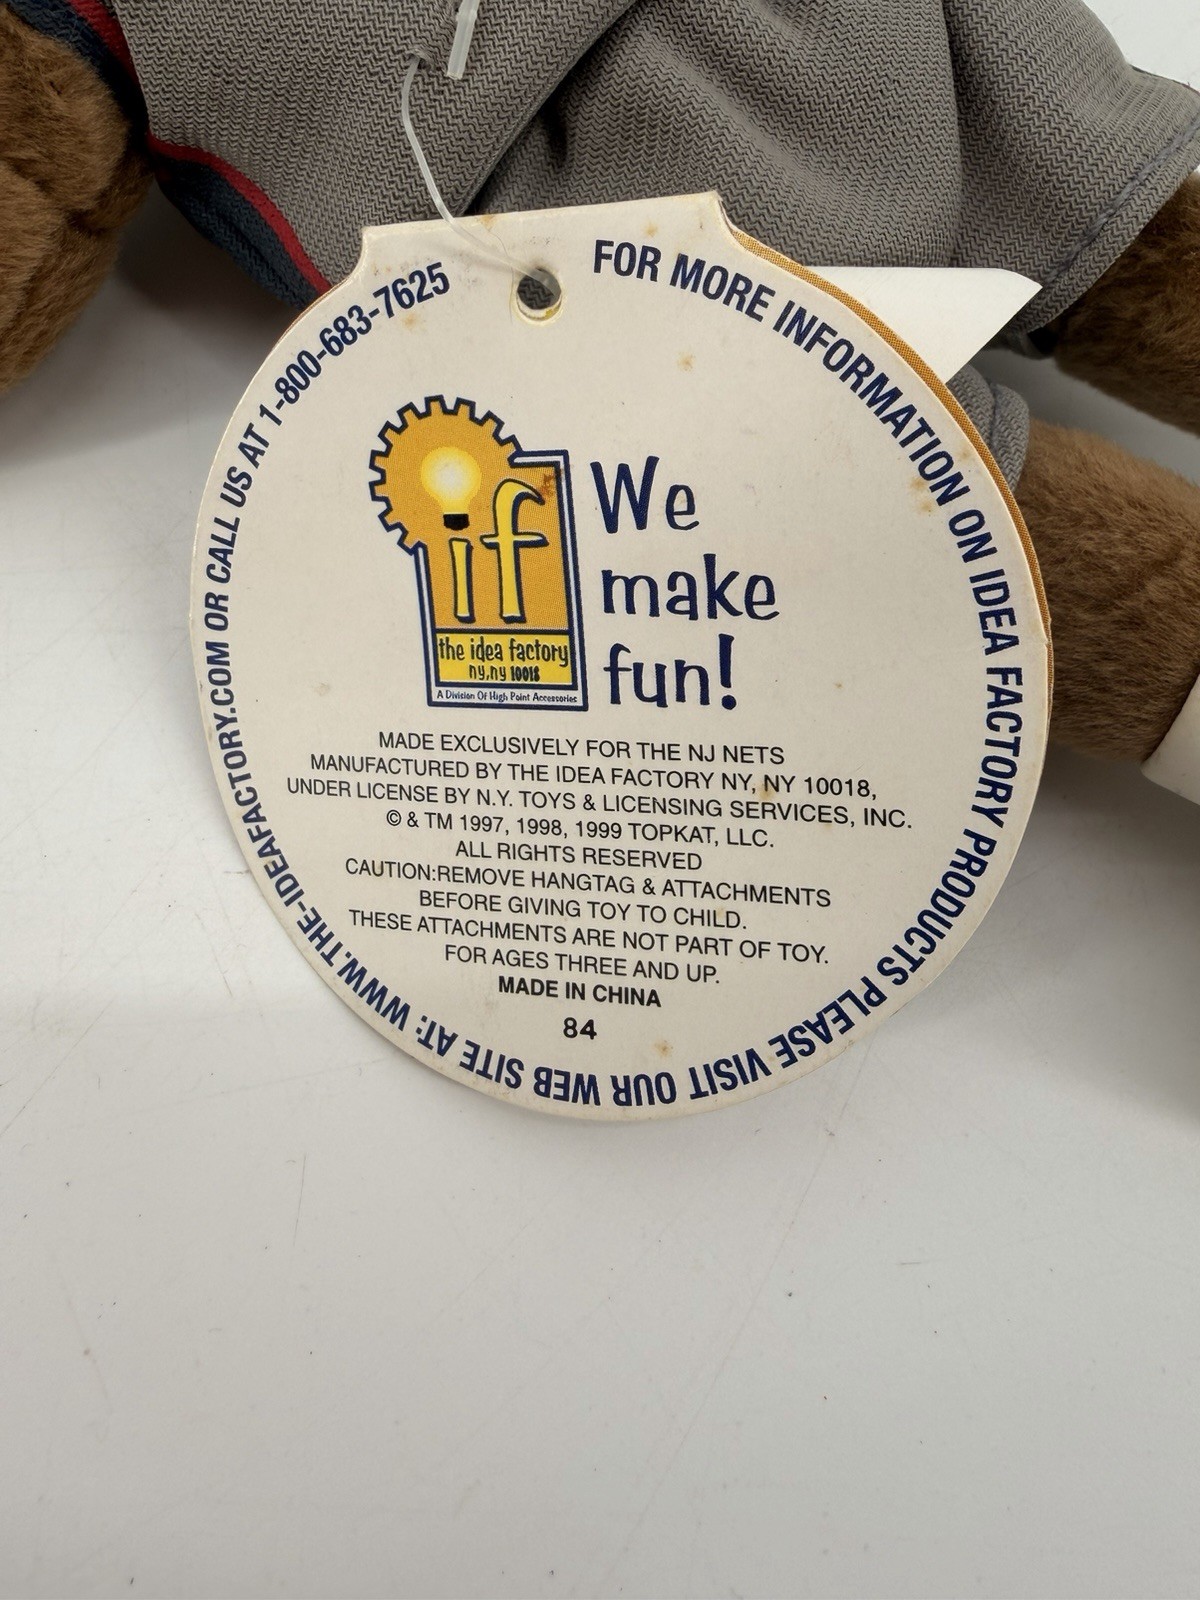 FOR MORE INFORMATION ON IDEA FACTORY PRODUCTS PLEASE VISIT OUR WEB SITE AT: WWW.THE-IDEAFACTORY.COM OR CALL US AT 1-800-683-7625
if
the idea factory
ny,ny 10018
A Division Of High Point Accessories
We
make
fun!
MADE EXCLUSIVELY FOR THE NJ NETS
MANUFACTURED BY THE IDEA FACTORY NY, NY 10018,
UNDER LICENSE BY N.Y. TOYS & LICENSING SERVICES, INC.
© & TM 1997, 1998, 1999 TOPKAT, LLC.
ALL RIGHTS RESERVED
CAUTION:REMOVE HANGTAG & ATTACHMENTS
BEFORE GIVING TOY TO CHILD.
THESE ATTACHMENTS ARE NOT PART OF TOY.
FOR AGES THREE AND UP.
MADE IN CHINA
84